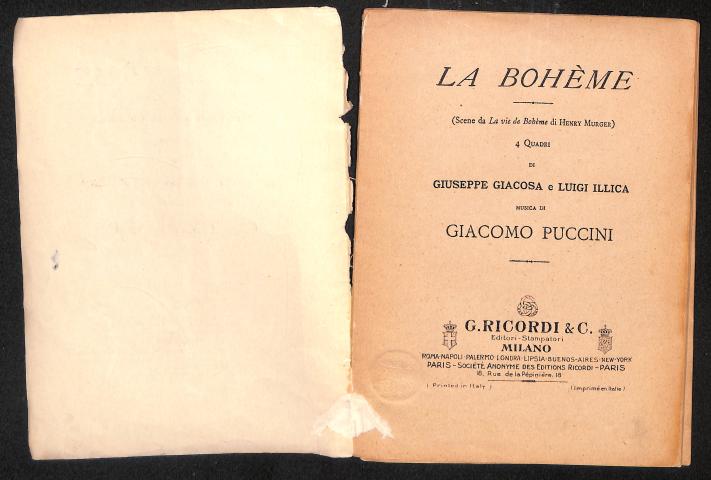 LA BOHÈME
(Scene da La vie de Bohème di HENRY MURGER)
4 QUADRI
DI
GIUSEPPE GIACOSA e LUIGI ILLICA
MUSICA DI
GIACOMO PUCCINI
G. RICORDI & C.
Editori-Stampatori
MILANO
ROMA-NAPOLI-PALERMO LONDRA-LIPSIA-BUENOS-AIRES-NEW-YORK
PARIS-SOCIÉTÉ ANONYME DES ÉDITIONS RICORDI-PARIS
18, Rue de la Pépinière, 18
(Printed in Italy) (Imprimé en Italie)